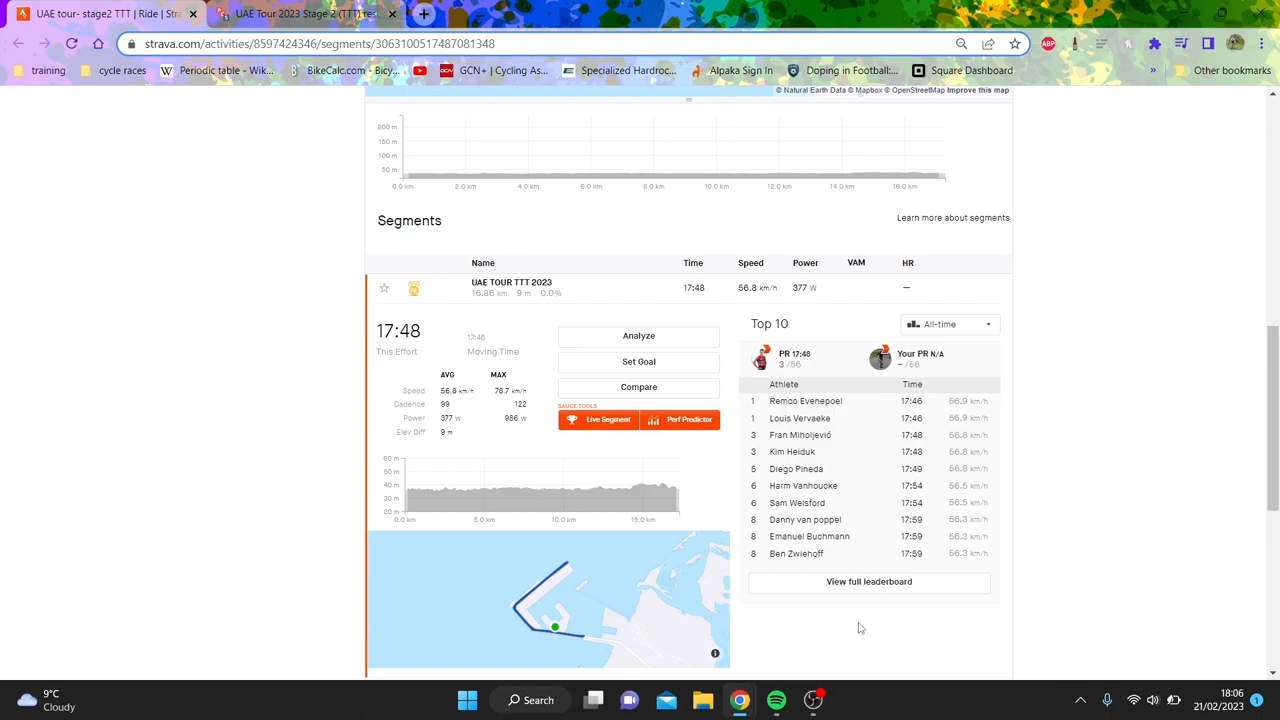 UAE eour- stage2 TTT | Ride | Stra
UAE Tour 2023 Stage 2 (TTT) res
strava.com/activities/8597424346/segments/3063100517487081348
ABP
training
cycle races
W Periodic table - Wik...
BikeCalc.com - Bicy...
GCN+ | Cycling As...
Specialized Hardroc...
Alpaka Sign In
Doping in Football:...
Square Dashboard
»
Other bookmarks
© Natural Earth Data © Mapbox © OpenStreetMap Improve this map
200 m
150 m
100 m
50 m
0.0 km 2.0 km 4.0 km 6.0 km 8.0 km 10.0 km 12.0 km 14.0 km 16.0 km
Segments
Learn more about segments
Name Time Speed Power VAM HR
UAE TOUR TTT 2023
16.86 km 9 m 0.0%
17:48 56.8 km/h 377 W —
17:48
This Effort
17:48
Moving Time
AVG MAX
Speed 56.8 km/h 78.7 km/h
Cadence 99 122
Power 377 W 986 W
Elev Diff 9 m
Analyze
Set Goal
Compare
SAUCE TOOLS
Live Segment
Perf Predictor
60 m
50 m
40 m
30 m
20 m
0.0 km 5.0 km 10.0 km 15.0 km
Top 10
All-time
PR 17:48
3 /56
Your PR N/A
– /56
Athlete Time
1 Remco Evenepoel 17:46 56.9 km/h
1 Louis Vervaeke 17:46 56.9 km/h
3 Fran Miholjević 17:48 56.8 km/h
3 Kim Heiduk 17:48 56.8 km/h
5 Diego Pineda 17:49 56.8 km/h
6 Harm Vanhoucke 17:54 56.5 km/h
6 Sam Welsford 17:54 56.5 km/h
8 Danny van poppel 17:59 56.3 km/h
8 Emanuel Buchmann 17:59 56.3 km/h
8 Ben Zwiehoff 17:59 56.3 km/h
View full leaderboard
9°C
Cloudy
Search
18:06
21/02/2023
1